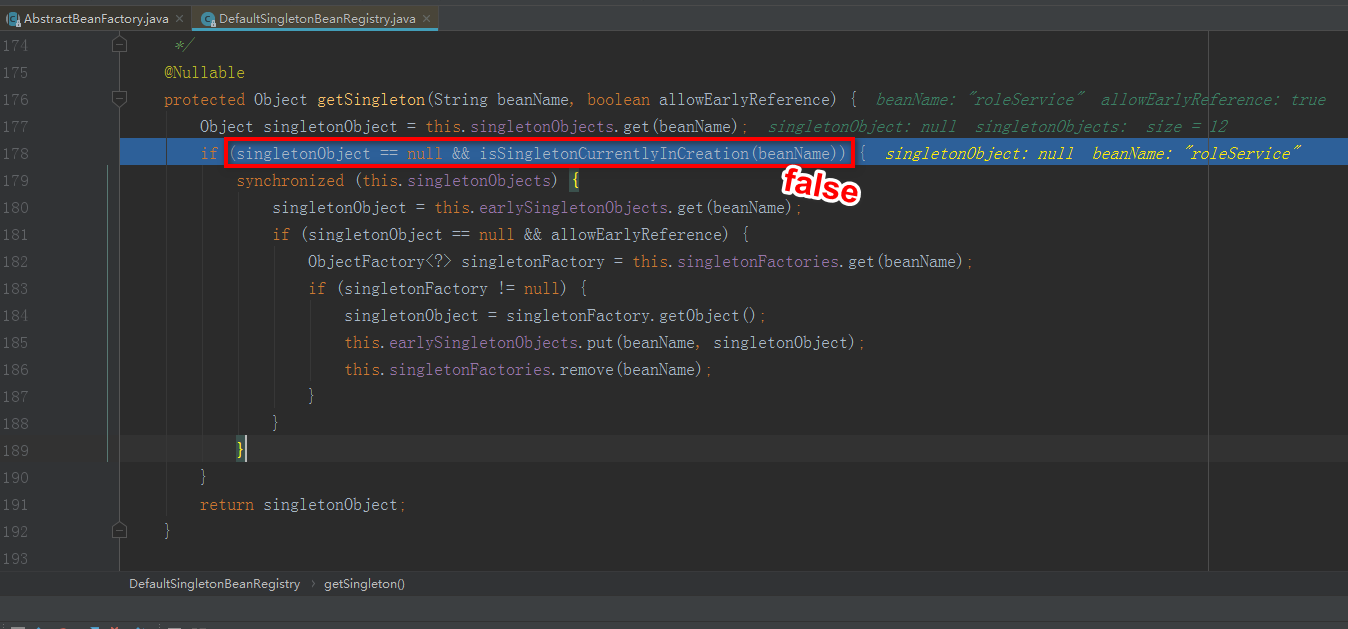 AbstractBeanFactory.java × DefaultSingletonBeanRegistry.java ×
174 */
175 @Nullable
176 protected Object getSingleton(String beanName, boolean allowEarlyReference) { beanName: "roleService" allowEarlyReference: true
177 Object singletonObject = this.singletonObjects.get(beanName); singletonObject: null singletonObjects: size = 12
178 if (singletonObject == null && isSingletonCurrentlyInCreation(beanName)) { singletonObject: null beanName: "roleService"
179 synchronized (this.singletonObjects) {
false
180 singletonObject = this.earlySingletonObjects.get(beanName);
181 if (singletonObject == null && allowEarlyReference) {
182 ObjectFactory<?> singletonFactory = this.singletonFactories.get(beanName);
183 if (singletonFactory != null) {
184 singletonObject = singletonFactory.getObject();
185 this.earlySingletonObjects.put(beanName, singletonObject);
186 this.singletonFactories.remove(beanName);
187 }
188 }
189 }
190 }
191 return singletonObject;
192 }
193
DefaultSingletonBeanRegistry › getSingleton()